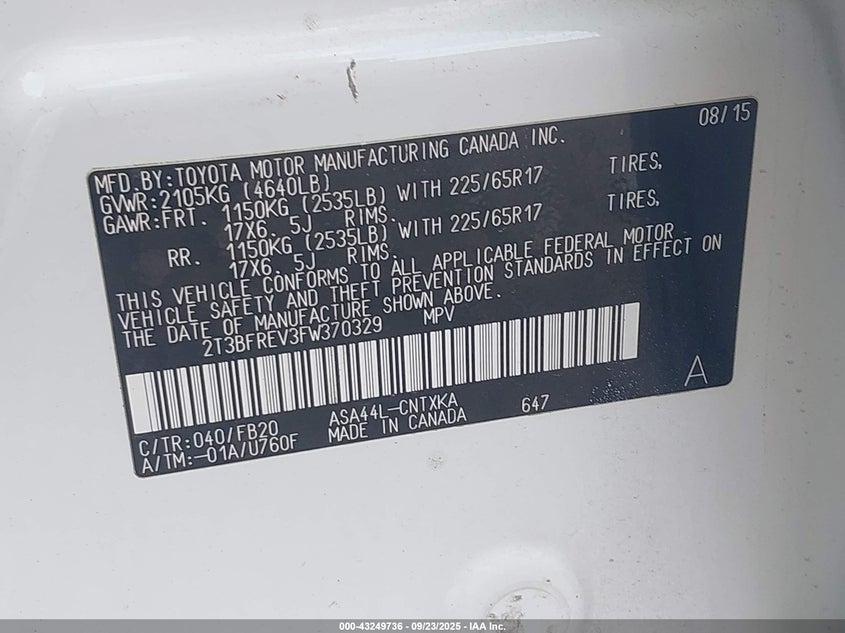 08/15
MFD.BY:TOYOTA MOTOR MANUFACTURING CANADA INC.
GVWR:2105KG (4640LB)
GAWR:FRT. 1150KG (2535LB) WITH 225/65R17 TIRES,
17X6. 5J RIMS.
RR. 1150KG (2535LB) WITH 225/65R17 TIRES,
17X6. 5J RIMS.
THIS VEHICLE CONFORMS TO ALL APPLICABLE FEDERAL MOTOR
VEHICLE SAFETY AND THEFT PREVENTION STANDARDS IN EFFECT ON
THE DATE OF MANUFACTURE SHOWN ABOVE.
2T3BFREV3FW370329 MPV
A
C/TR:040/FB20 ASA44L-CNTXKA 647
A/TM:-01A/U760F MADE IN CANADA
000-43249736 - 09/23/2025 - IAA Inc.